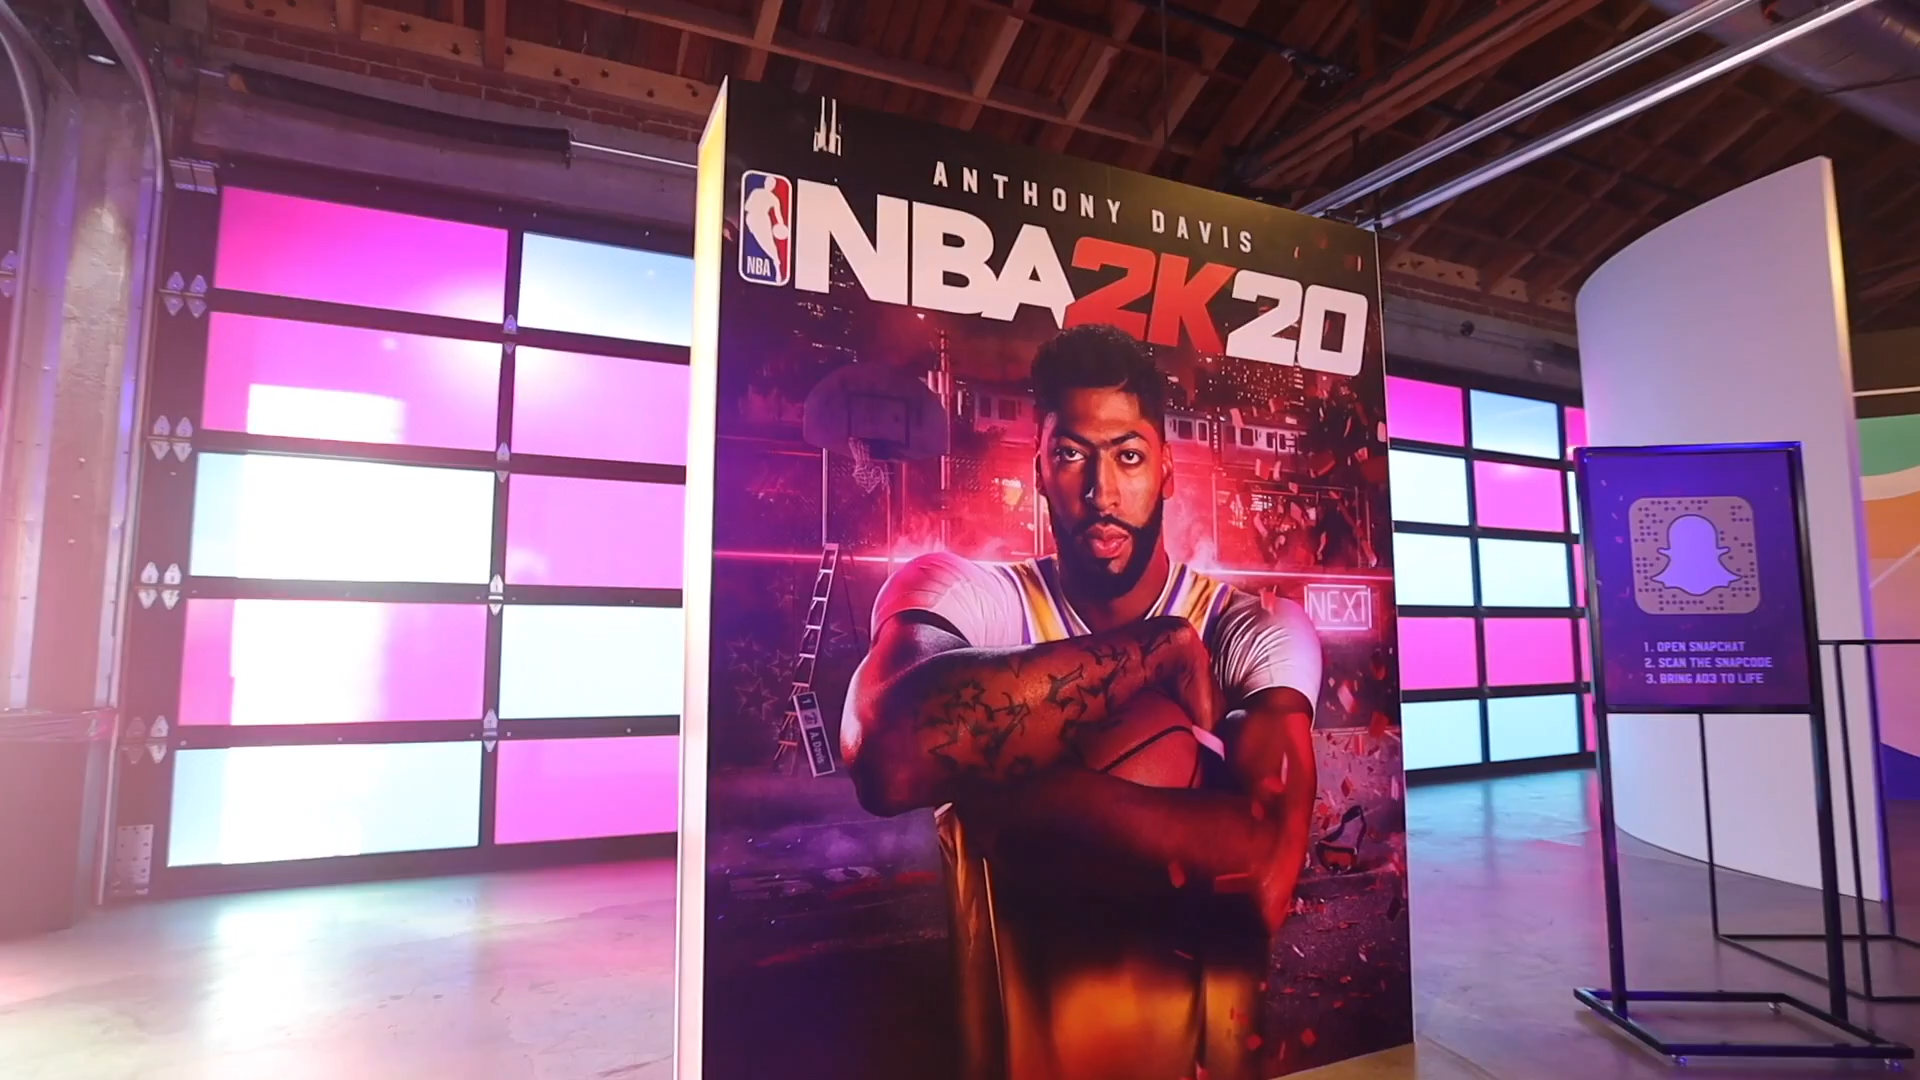 ANTHONY DAVIS
NBA
NBA2K20
NEXT
A. Davis
1. OPEN SNAPCHAT
2. SCAN THE SNAPCODE
3. BRING AD3 TO LIFE